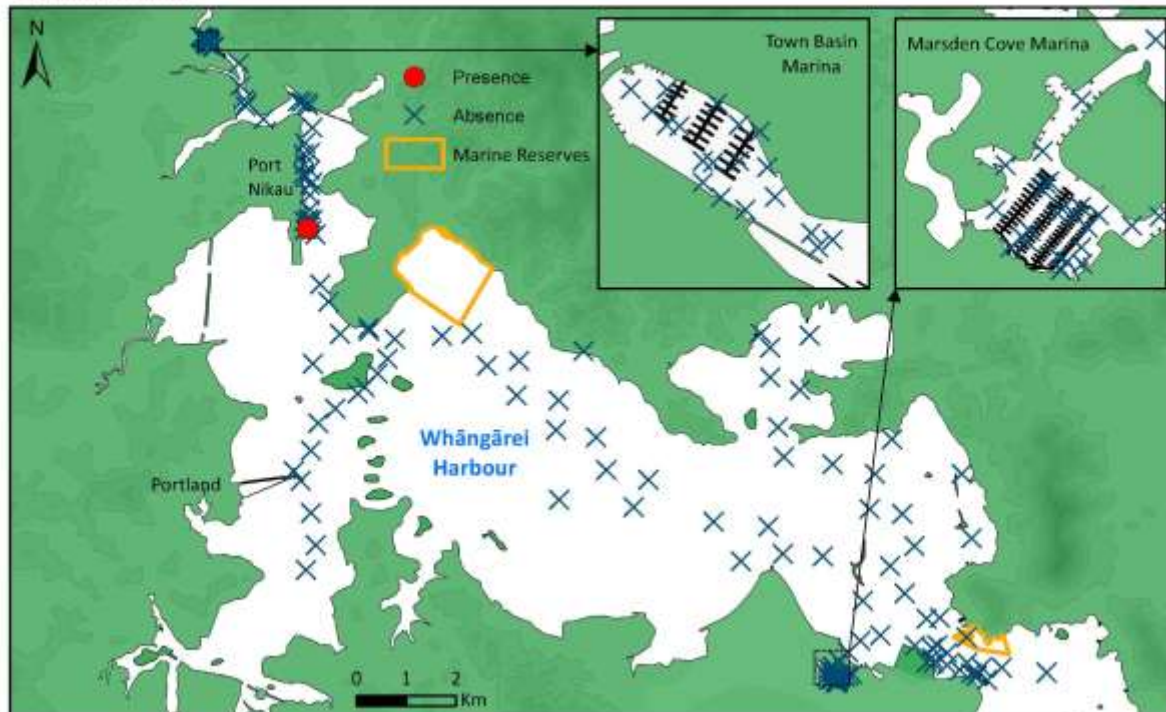 N
Presence
Absence
Marine Reserves
Port
Nikau
Town Basin
Marina
Marsden Cove Marina
Whāngārei
Harbour
Portland
0 1 2
Km